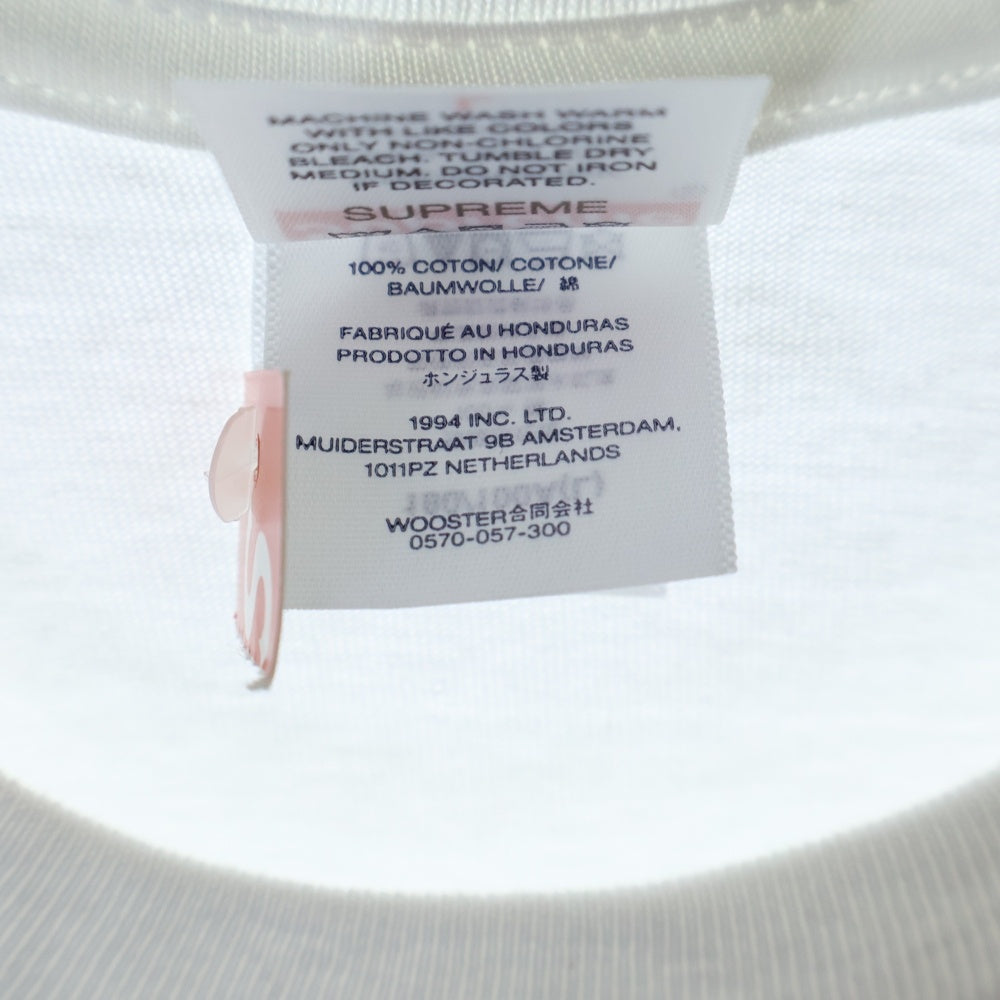 MACHINE WASH WARM
WITH LIKE COLORS
ONLY NON-CHLORINE
BLEACH. TUMBLE DRY
MEDIUM. DO NOT IRON
IF DECORATED.
SUPREME
100% COTON/ COTONE/
BAUMWOLLE/ 綿
FABRIQUÉ AU HONDURAS
PRODOTTO IN HONDURAS
ホンジュラス製
1994 INC. LTD.
MUIDERSTRAAT 9B AMSTERDAM,
1011PZ NETHERLANDS
WOOSTER合同会社
0570-057-300
S